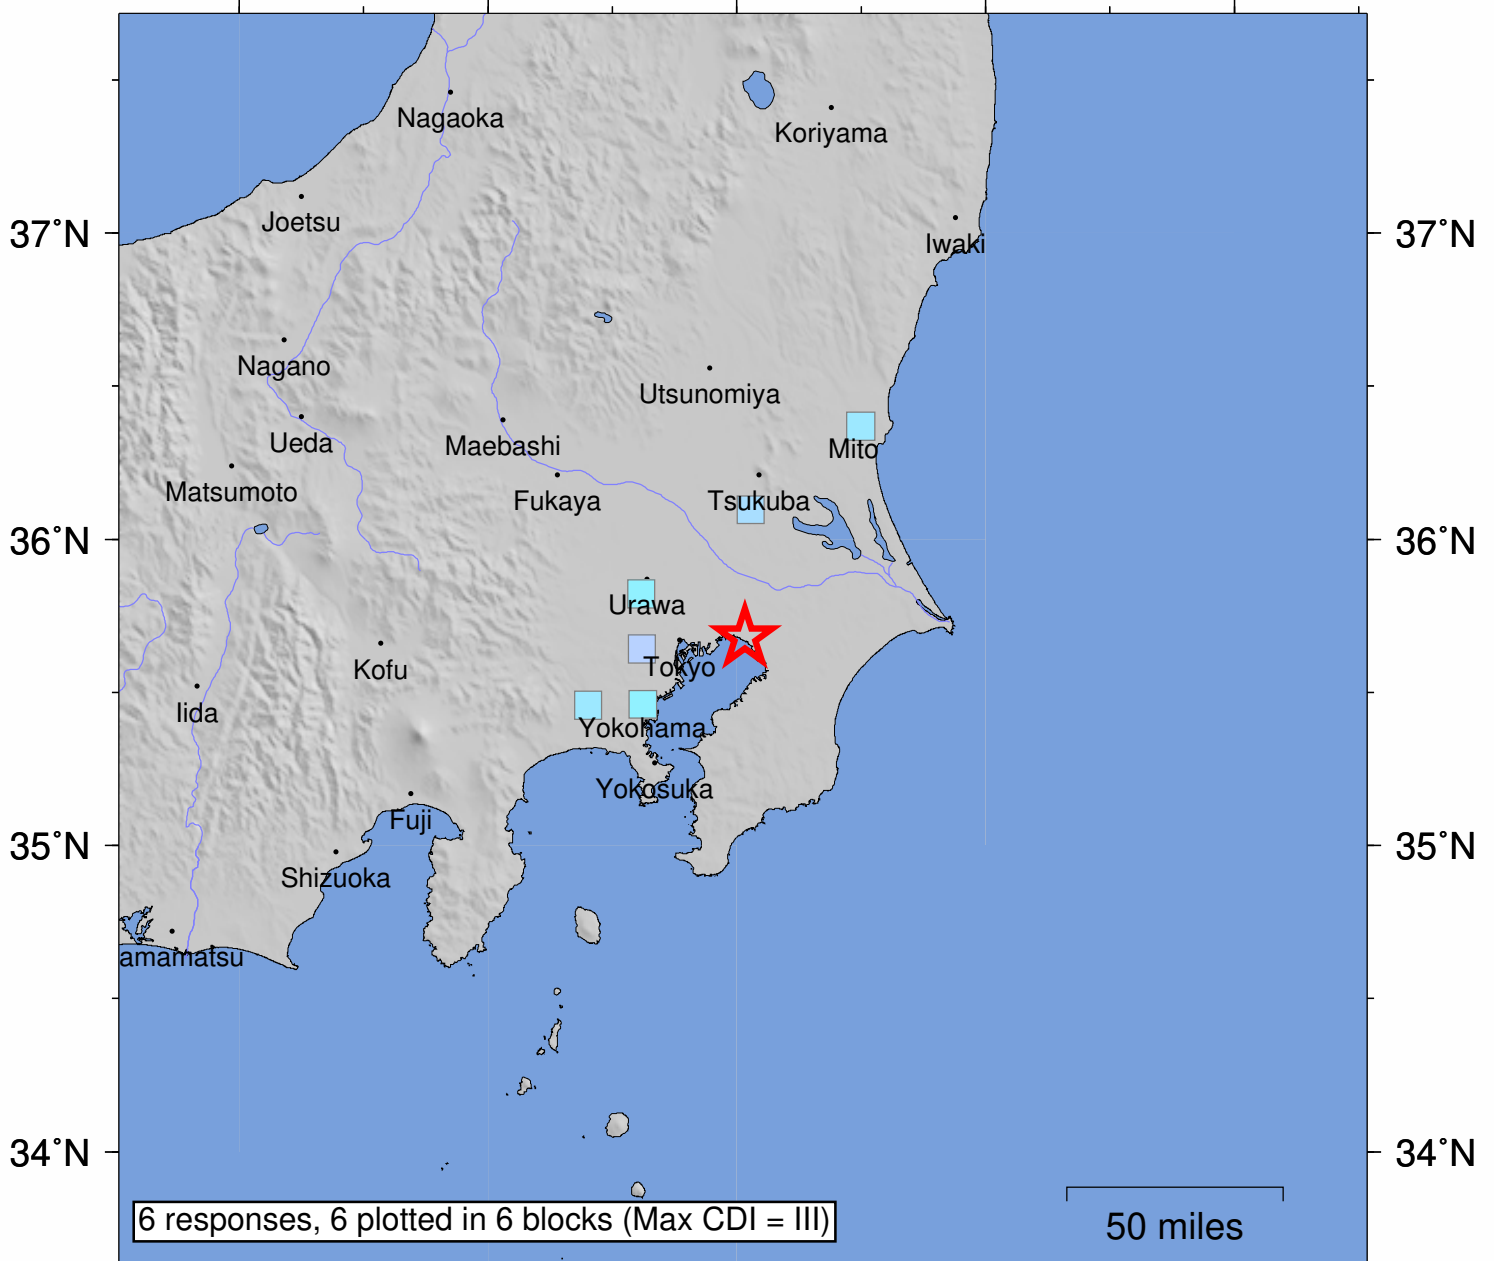 Nagaoka
Koriyama
Joetsu
37°N
37°N
Iwaki
Nagano
Utsunomiya
Ueda
Maebashi
Mito
Matsumoto
Fukaya
Tsukuba
36°N
36°N
Urawa
Kofu
Tokyo
Iida
Yokohama
Yokosuka
Fuji
35°N
35°N
Shizuoka
amamatsu
34°N
34°N
6 responses, 6 plotted in 6 blocks (Max CDI = III)
50 miles